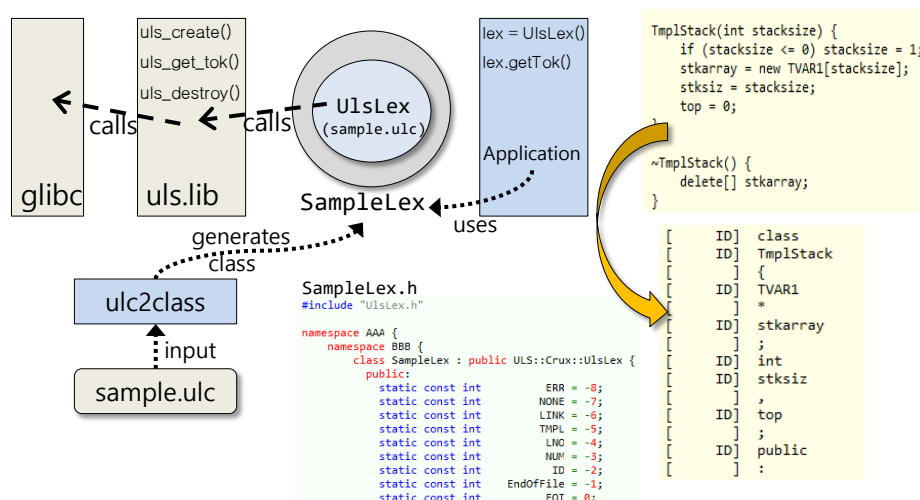 uls_create()
uls_get_tok()
uls_destroy()
calls
glibc
uls.lib
calls
UlsLex
(sample.ulc)
SampleLex
lex = UlsLex()
lex.getTok()
Application
uses
generates
class
ulc2class
input
sample.ulc
SampleLex.h
#include "UlsLex.h"
namespace AAA {
namespace BBB {
class SampleLex : public ULS::Crux::UlsLex {
public:
static const int ERR = -8;
static const int NONE = -7;
static const int LINK = -6;
static const int TMPL = -5;
static const int LNO = -4;
static const int NUM = -3;
static const int ID = -2;
static const int EndOfFile = -1;
static const int EOI = 0;
TmplStack(int stacksize) {
if (stacksize <= 0) stacksize = 1;
stkarray = new TVAR1[stacksize];
stksiz = stacksize;
top = 0;
}
~TmplStack() {
delete[] stkarray;
}
[ ID] class
[ ID] TmplStack
[ ] {
[ ID] TVAR1
[ ] *
[ ID] stkarray
[ ] ;
[ ID] int
[ ID] stksiz
[ ] ,
[ ID] top
[ ] ;
[ ID] public
[ ] :